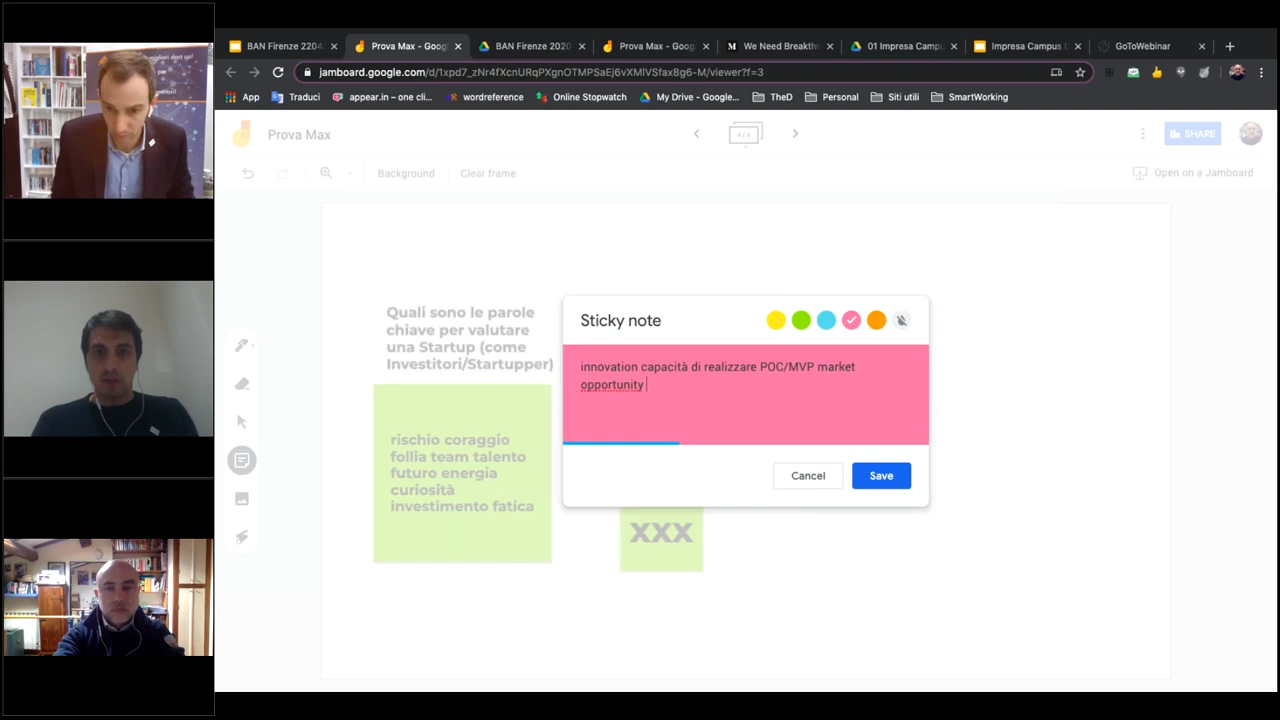 BAN Firenze 2204
Prova Max - Goog
BAN Firenze 2020
Prova Max - Goog
We Need Breakth
01 Impresa Camp
Impresa Campus
GoToWebinar
jamboard.google.com/d/1xpd7_zNr4fXcnURqPXgnOTMPSaEj6vXMlVSfax8g6-M/viewer?f=3
App
Traduci
appear.in – one cli...
wordreference
Online Stopwatch
My Drive - Google...
TheD
Personal
Siti utili
SmartWorking
Prova Max
4/4
SHARE
Background
Clear frame
Open on a Jamboard
Quali sono le parole
chiave per valutare
una Startup (come
Investitori/Startupper)
rischio coraggio
follia team talento
futuro energia
curiosità
investimento fatica
Sticky note
innovation capacità di realizzare POC/MVP market
opportunity
Cancel
Save
XXX